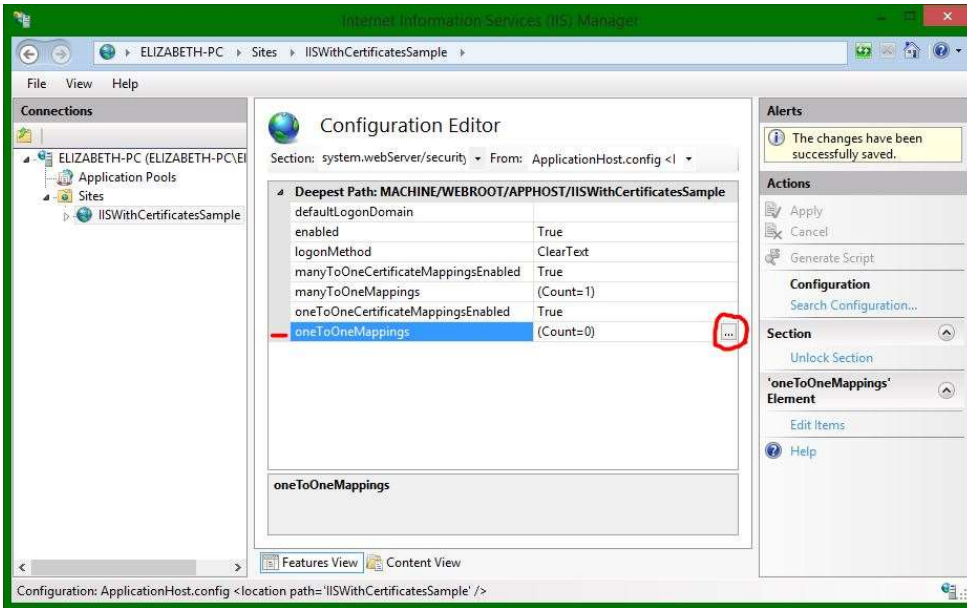 Internet Information Services (IIS) Manager
ELIZABETH-PC Sites IISWithCertificatesSample
File View Help
Connections
ELIZABETH-PC (ELIZABETH-PC\El
Application Pools
Sites
IISWithCertificatesSample
Configuration Editor
Section: system.webServer/security From: ApplicationHost.config <l
Deepest Path: MACHINE/WEBROOT/APPHOST/IISWithCertificatesSample
defaultLogonDomain
enabled True
logonMethod ClearText
manyToOneCertificateMappingsEnabled True
manyToOneMappings (Count=1)
oneToOneCertificateMappingsEnabled True
oneToOneMappings (Count=0) ...
oneToOneMappings
Features View Content View
Alerts
The changes have been
successfully saved.
Actions
Apply
Cancel
Generate Script
Configuration
Search Configuration...
Section
Unlock Section
'oneToOneMappings'
Element
Edit Items
Help
Configuration: ApplicationHost.config <location path='IISWithCertificatesSample' />